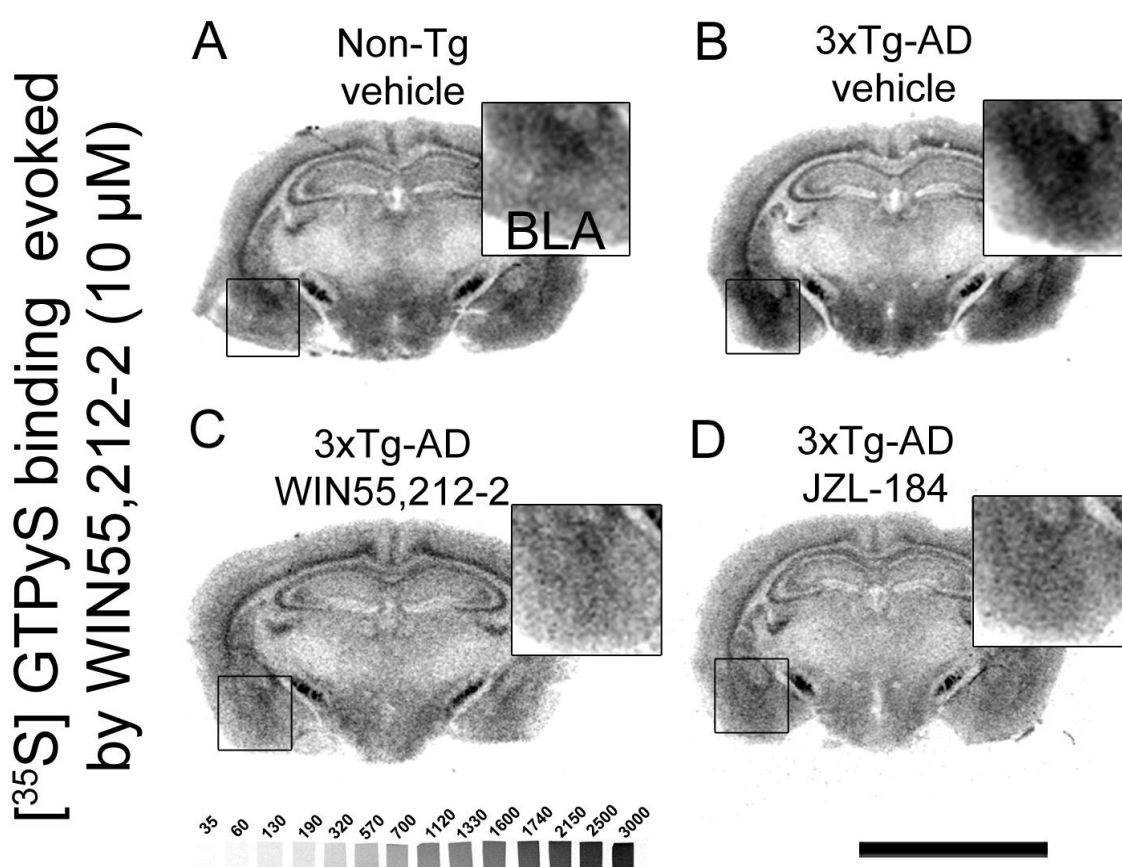 [³⁵S] GTPγS binding evoked
by WIN55,212-2 (10 µM)
A
Non-Tg
vehicle
BLA
B
3xTg-AD
vehicle
C
3xTg-AD
WIN55,212-2
D
3xTg-AD
JZL-184
35 60 130 190 320 570 700 1120 1330 1600 1740 2150 2500 3000